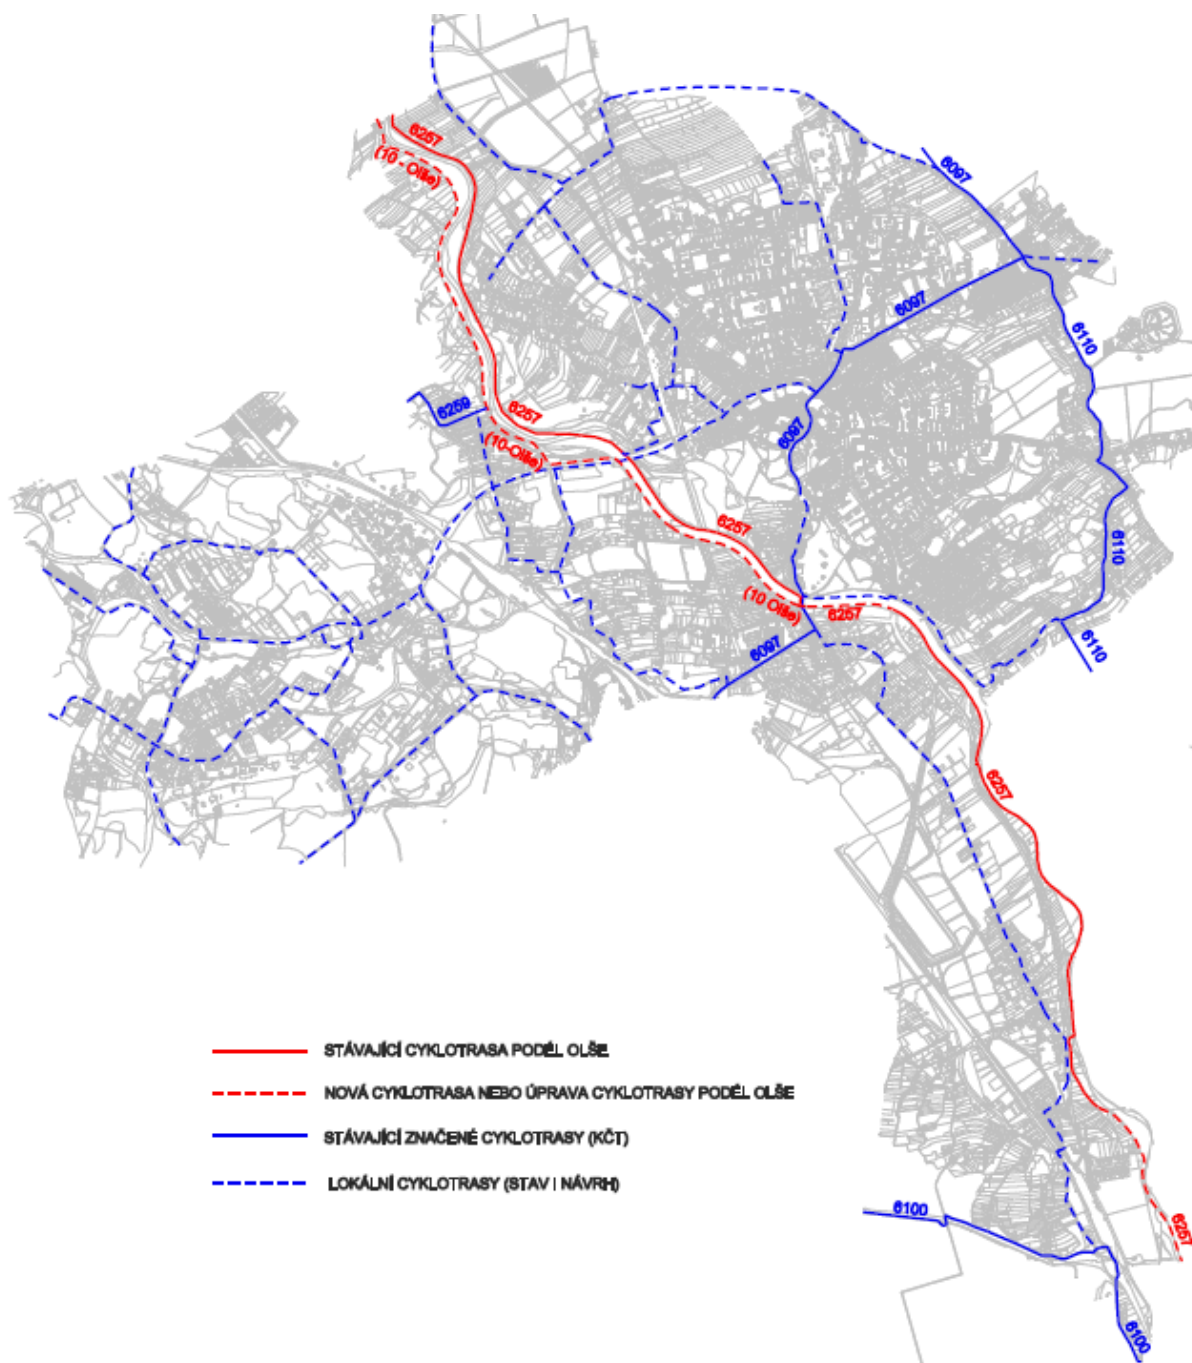 6257
(10 - Olše)
6097
6097
6110
6259
6257
6097
(10-Olše)
6257
6110
(10 Olše)
6257
6097
6110
6257
STÁVAJÍCÍ CYKLOTRASA PODÉL OLŠE
NOVÁ CYKLOTRASA NEBO ÚPRAVA CYKLOTRASY PODÉL OLŠE
STÁVAJÍCÍ ZNAČENÉ CYKLOTRASY (KČT)
LOKÁLNÍ CYKLOTRASY (STAV I NÁVRH)
6100
6257
6100